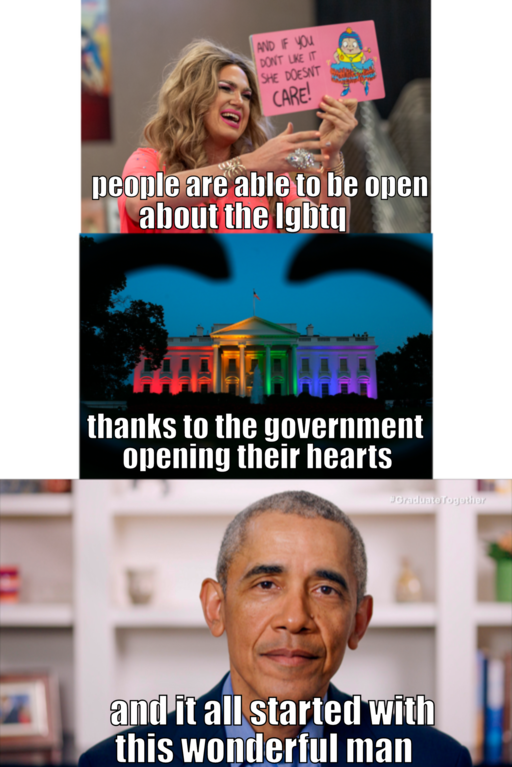 AND IF YOU
DON'T LIKE IT
SHE DOESN'T
CARE!
people are able to be open
about the lgbtq
thanks to the government
opening their hearts
#GraduateTogether
and it all started with
this wonderful man